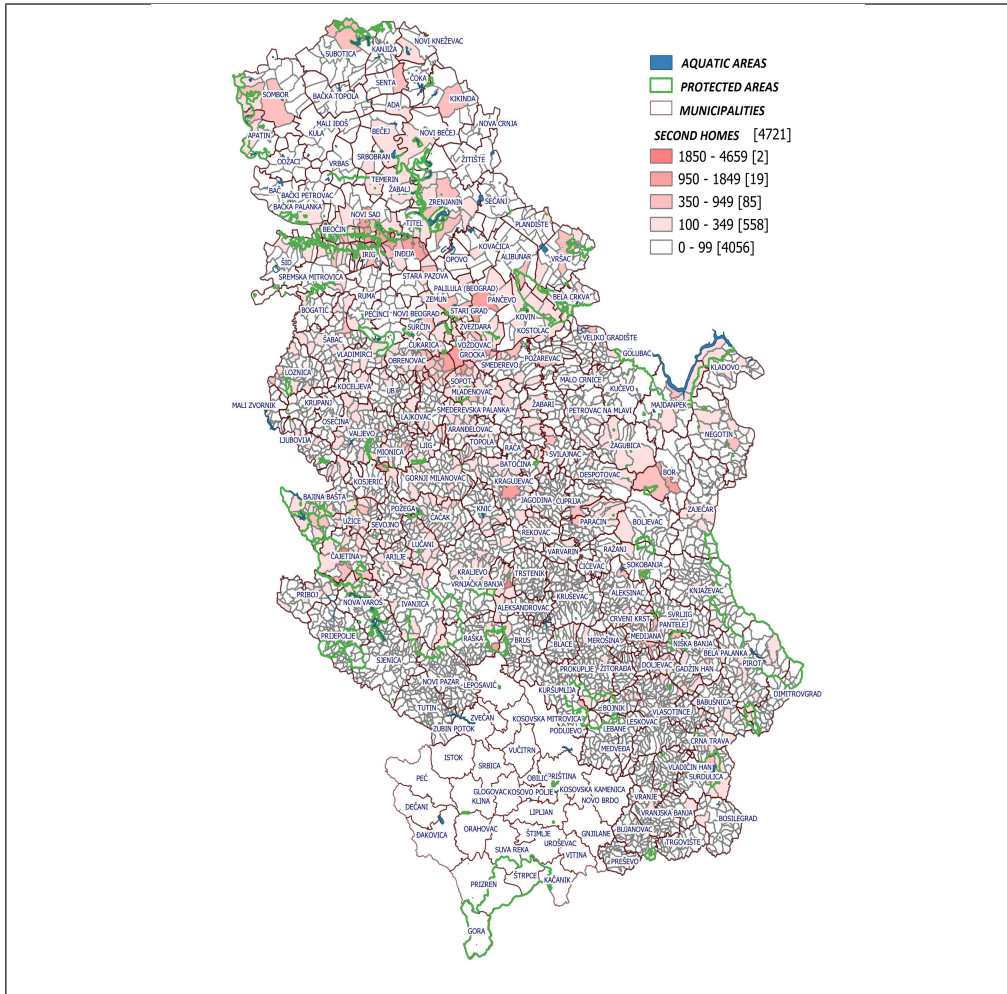 NOVI KNEŽEVAC
SUBOTICA
KANJIŽA
AQUATIC AREAS
PROTECTED AREAS
MUNICIPALITIES
SECOND HOMES [4721]
1850 - 4659 [2]
950 - 1849 [19]
350 - 949 [85]
100 - 349 [558]
0 - 99 [4056]
SENTA
ČOKA
SOMBOR
BAČKA TOPOLA
ADA
KIKINDA
MALI IĐOŠ
NOVA CRNJA
APATIN
KULA
BEČEJ
NOVI BEČEJ
ODŽACI
VRBAS
SRBOBRAN
ŽITIŠTE
TEMERIN
BAČ
BAČKI PETROVAC
ŽABALJ
ZRENJANIN
SEČANJ
BAČKA PALANKA
NOVI SAD
TITEL
PLANDIŠTE
BEOČIN
KOVAČICA
IRIG
INĐIJA
OPOVO
ALIBUNAR
VRŠAC
ŠID
STARA PAZOVA
SREMSKA MITROVICA
PALILULA (BEOGRAD)
RUMA
ZEMUN
PANČEVO
BELA CRKVA
BOGATIĆ
PEĆINCI
NOVI BEOGRAD
STARI GRAD
KOVIN
SURČIN
ZVEZDARA
KOSTOLAC
ŠABAC
ČUKARICA
VOŽDOVAC
VELIKO GRADIŠTE
VLADIMIRCI
OBRENOVAC
GROCKA
SMEDEREVO
POŽAREVAC
GOLUBAC
KLADOVO
LOZNICA
KOCELJEVA
UB
SOPOT
MLADENOVAC
MALO CRNICE
KUČEVO
MALI ZVORNIK
KRUPANJ
ŽABARI
MAJDANPEK
LAJKOVAC
SMEDEREVSKA PALANKA
PETROVAC NA MLAVI
OSEČINA
ARANĐELOVAC
NEGOTIN
LJUBOVIJA
VALJEVO
MIONICA
LJIG
TOPOLA
RAČA
SVILAJNAC
ŽAGUBICA
BATOČINA
KOSJERIĆ
GORNJI MILANOVAC
KRAGUJEVAC
DESPOTOVAC
BOR
BAJINA BAŠTA
JAGODINA
ĆUPRIJA
POŽEGA
ČAČAK
KNIĆ
ZAJEČAR
UŽICE
SEVOJNO
PARAĆIN
BOLJEVAC
REKOVAC
LUČANI
ČAJETINA
ARILJE
VARVARIN
RAŽANJ
KRALJEVO
TRSTENIK
ĆIĆEVAC
SOKOBANJA
VRNJAČKA BANJA
PRIBOJ
NOVA VAROŠ
IVANJICA
KRUŠEVAC
ALEKSINAC
KNJAŽEVAC
ALEKSANDROVAC
SVRLJIG
CRVENI KRST
PANTELEJ
PRIJEPOLJE
RAŠKA
BRUS
BLACE
MEROŠINA
MEDIJANA
NIŠKA BANJA
BELA PALANKA
SJENICA
PROKUPLJE
ŽITORAĐA
DOLJEVAC
GADŽIN HAN
PIROT
NOVI PAZAR
LEPOSAVIĆ
KURŠUMLIJA
DIMITROVGRAD
TUTIN
BOJNIK
VLASOTINCE
BABUŠNICA
ZVEČAN
KOSOVSKA MITROVICA
LESKOVAC
ZUBIN POTOK
PODUJEVO
LEBANE
CRNA TRAVA
ISTOK
VUČITRN
MEDVEĐA
SRBICA
VLADIČIN HAN
PEĆ
OBILIĆ
PRIŠTINA
SURDULICA
GLOGOVAC
KOSOVO POLJE
KOSOVSKA KAMENICA
VRANJE
DEČANI
KLINA
NOVO BRDO
VRANJSKA BANJA
LIPLJAN
BOSILEGRAD
ĐAKOVICA
ORAHOVAC
ŠTIMLJE
GNJILANE
BUJANOVAC
SUVA REKA
UROŠEVAC
TRGOVIŠTE
VITINA
PREŠEVO
ŠTRPCE
KAČANIK
PRIZREN
GORA